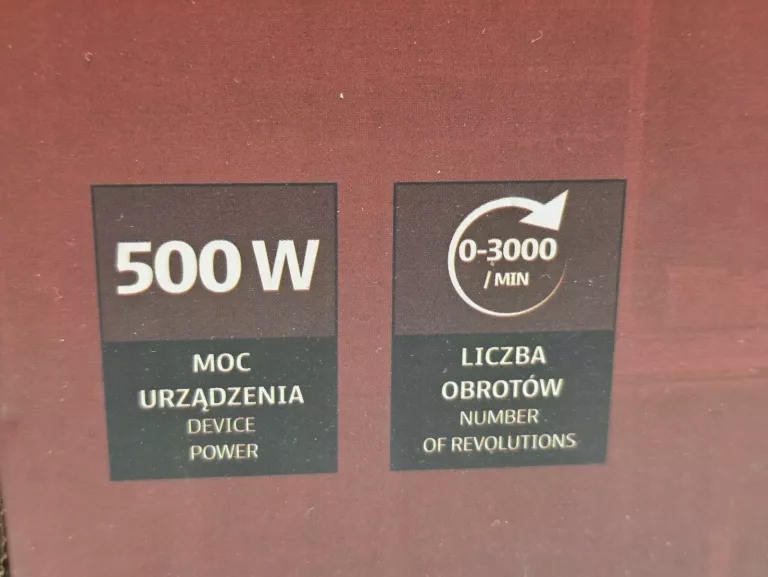 500 W
MOC
URZĄDZENIA
DEVICE
POWER
0-3000
/ MIN
LICZBA
OBROTÓW
NUMBER
OF REVOLUTIONS